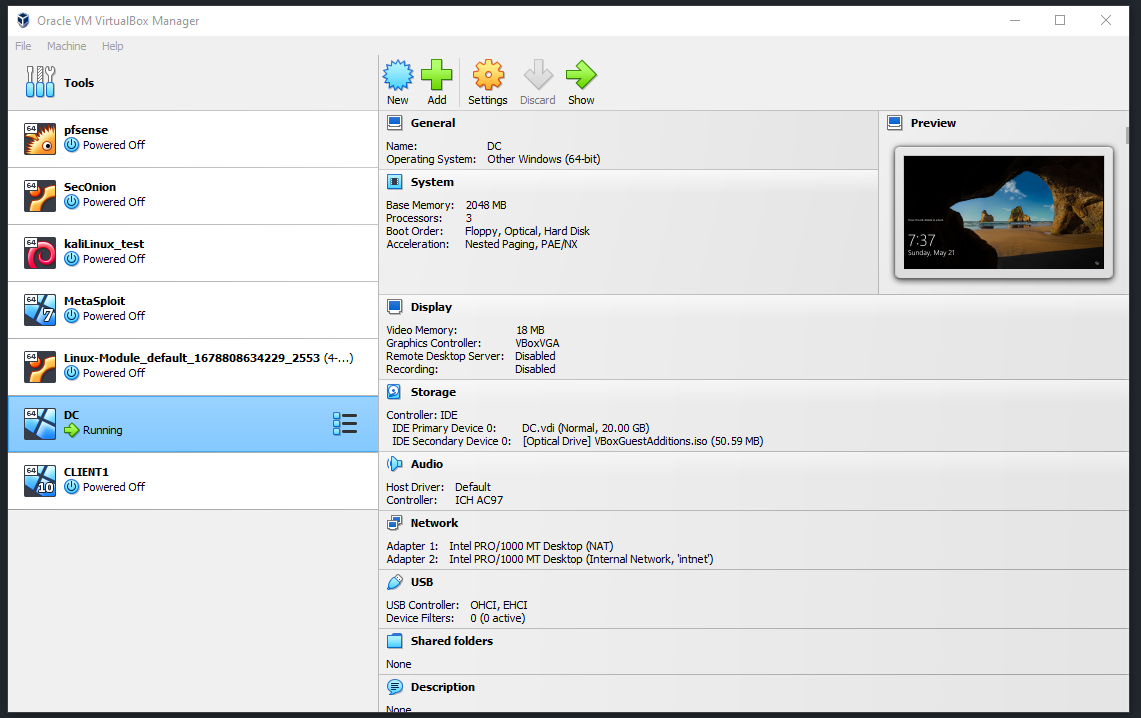 Oracle VM VirtualBox Manager
File Machine Help
Tools
New Add Settings Discard Show
64 pfsense
Powered Off
64 SecOnion
Powered Off
64 kaliLinux_test
Powered Off
64 MetaSploit
7 Powered Off
64 Linux-Module_default_1678808634229_2553 (4-...)
Powered Off
64 DC
Running
64 CLIENT1
10 Powered Off
General
Name: DC
Operating System: Other Windows (64-bit)
System
Base Memory: 2048 MB
Processors: 3
Boot Order: Floppy, Optical, Hard Disk
Acceleration: Nested Paging, PAE/NX
Preview
7:37
Sunday, May 21
Display
Video Memory: 18 MB
Graphics Controller: VBoxVGA
Remote Desktop Server: Disabled
Recording: Disabled
Storage
Controller: IDE
IDE Primary Device 0: DC.vdi (Normal, 20.00 GB)
IDE Secondary Device 0: [Optical Drive] VBoxGuestAdditions.iso (50.59 MB)
Audio
Host Driver: Default
Controller: ICH AC97
Network
Adapter 1: Intel PRO/1000 MT Desktop (NAT)
Adapter 2: Intel PRO/1000 MT Desktop (Internal Network, 'intnet')
USB
USB Controller: OHCI, EHCI
Device Filters: 0 (0 active)
Shared folders
None
Description
None